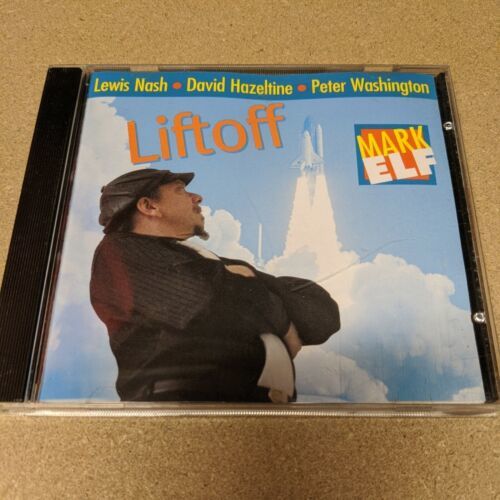 Lewis Nash • David Hazeltine • Peter Washington
Liftoff
MARK
ELF